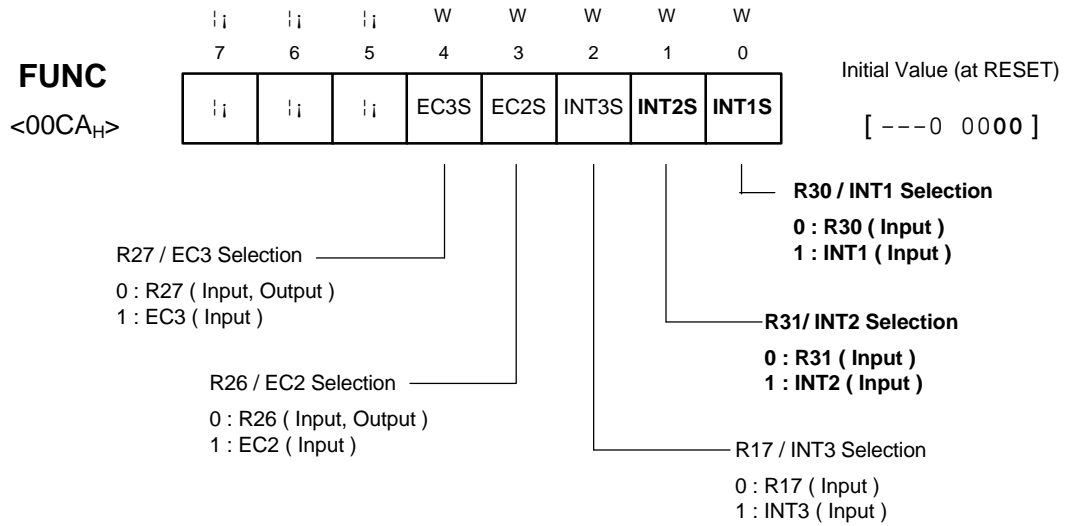 ¦¡ ¦¡ ¦¡ W W W W W
7 6 5 4 3 2 1 0
FUNC
<00CAH>
¦¡ ¦¡ ¦¡ EC3S EC2S INT3S INT2S INT1S
Initial Value (at RESET)
[ ---0 0000 ]
R30 / INT1 Selection
0 : R30 ( Input )
1 : INT1 ( Input )
R27 / EC3 Selection
0 : R27 ( Input, Output )
1 : EC3 ( Input )
R31/ INT2 Selection
0 : R31 ( Input )
1 : INT2 ( Input )
R26 / EC2 Selection
0 : R26 ( Input, Output )
1 : EC2 ( Input )
R17 / INT3 Selection
0 : R17 ( Input )
1 : INT3 ( Input )